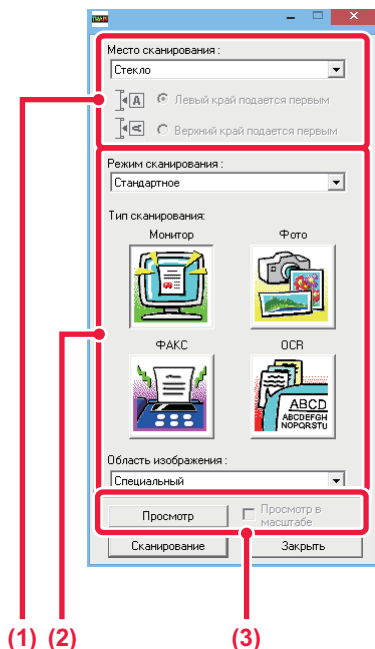 TWAIN
Место сканирования :
Стекло
A Левый край подается первым
A Верхний край подается первым
Режим сканирования :
Стандартное
Тип сканирования:
Монитор Фото
ФАКС OCR
ABCD
ABCDEFGH
NOPQRSTU
Область изображения :
Специальный
Просмотр Просмотр в
масштабе
Сканирование Закрыть
(1) (2) (3)